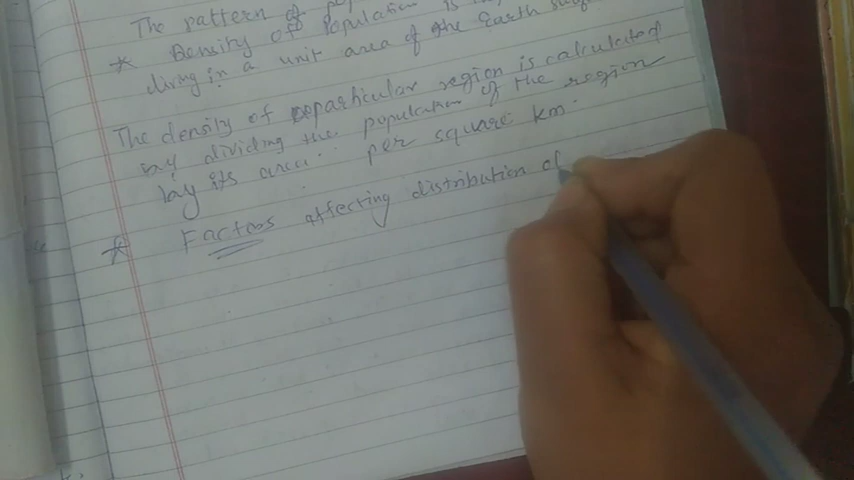 The pattern of
* Density of Population is
living in a unit area of the Earth
The density of particular region is calculated
by dividing the population of the region
by its area. per square km.
* Factors affecting distribution of